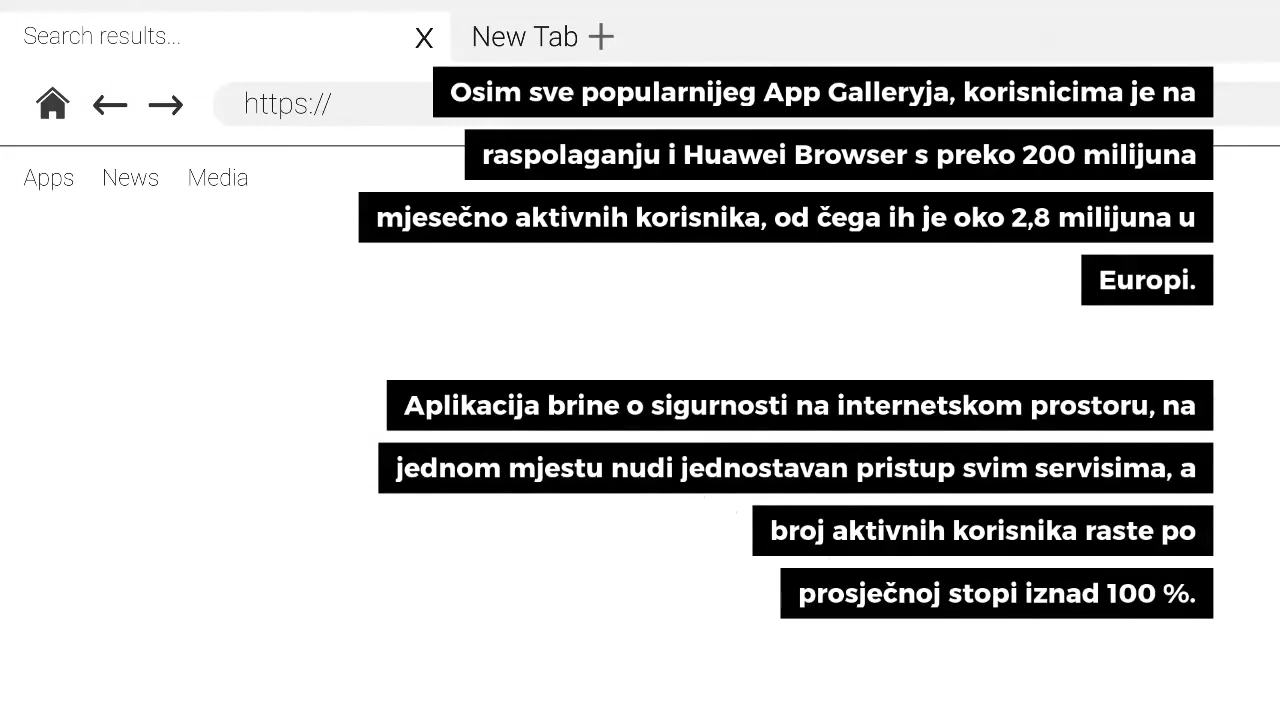 Search results...
X
New Tab +
https://
Apps News Media
Osim sve popularnijeg App Galleryja, korisnicima je na
raspolaganju i Huawei Browser s preko 200 milijuna
mjesečno aktivnih korisnika, od čega ih je oko 2,8 milijuna u
Europi.
Aplikacija brine o sigurnosti na internetskom prostoru, na
jednom mjestu nudi jednostavan pristup svim servisima, a
broj aktivnih korisnika raste po
prosječnoj stopi iznad 100 %.